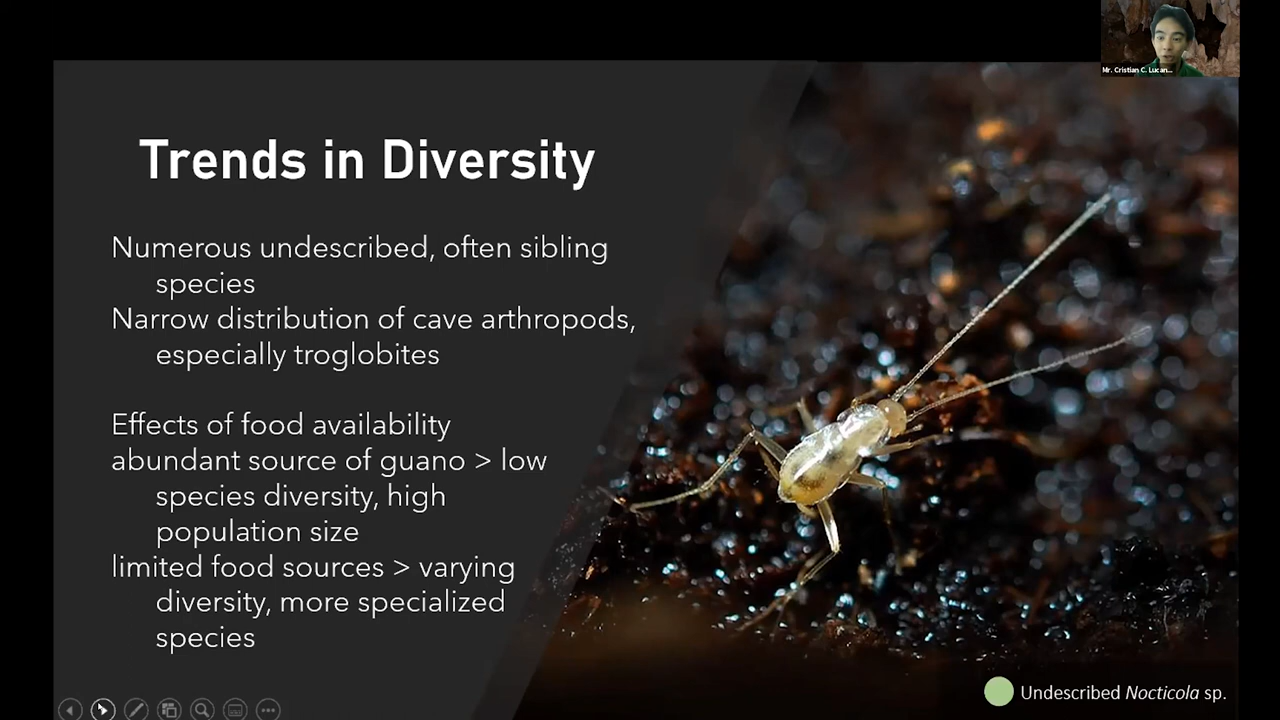 Mr. Cristian C. Lucan...
Trends in Diversity
Numerous undescribed, often sibling
species
Narrow distribution of cave arthropods,
especially troglobites
Effects of food availability
abundant source of guano > low
species diversity, high
population size
limited food sources > varying
diversity, more specialized
species
Undescribed Nocticola sp.